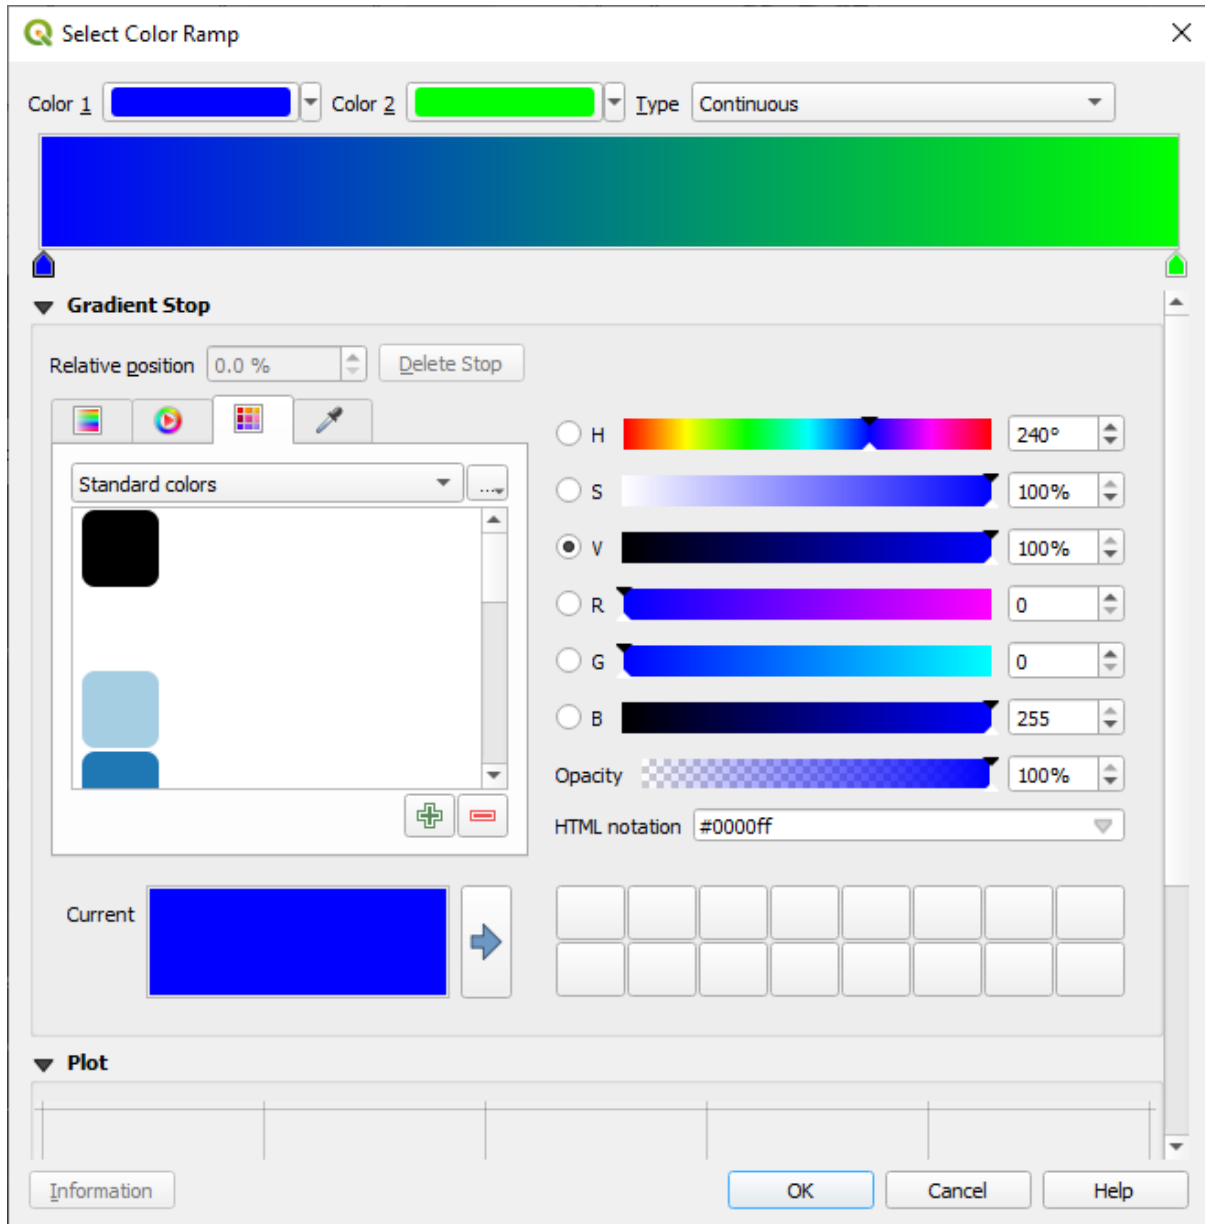 Select Color Ramp
Color 1 Color 2 Type Continuous
Gradient Stop
Relative position 0.0 % Delete Stop
H 240°
Standard colors ...
S 100%
V 100%
R 0
G 0
B 255
Opacity 100%
HTML notation #0000ff
Current
Plot
Information OK Cancel Help